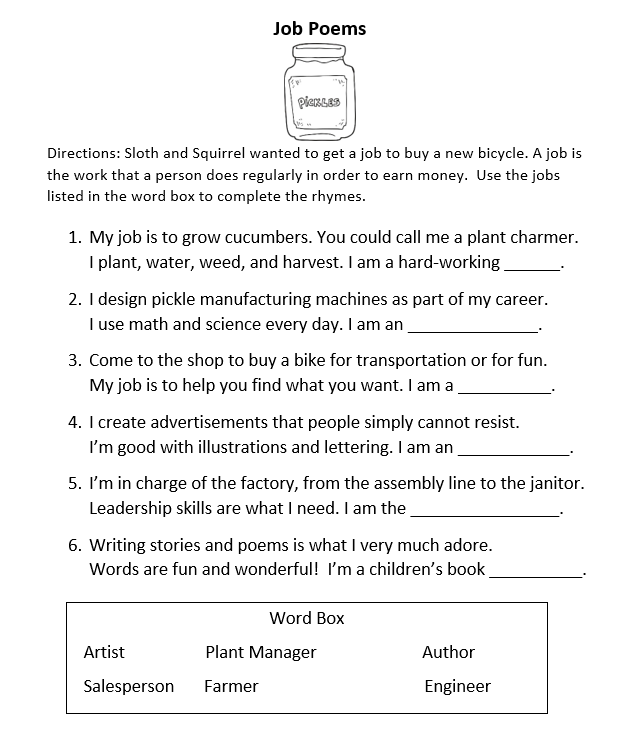 Job Poems
PICKLES
Directions: Sloth and Squirrel wanted to get a job to buy a new bicycle. A job is
the work that a person does regularly in order to earn money.  Use the jobs
listed in the word box to complete the rhymes.
1. My job is to grow cucumbers. You could call me a plant charmer.
I plant, water, weed, and harvest. I am a hard-working ______.
2. I design pickle manufacturing machines as part of my career.
I use math and science every day. I am an ______________.
3. Come to the shop to buy a bike for transportation or for fun.
My job is to help you find what you want. I am a __________.
4. I create advertisements that people simply cannot resist.
I’m good with illustrations and lettering. I am an ____________.
5. I’m in charge of the factory, from the assembly line to the janitor.
Leadership skills are what I need. I am the ________________.
6. Writing stories and poems is what I very much adore.
Words are fun and wonderful!  I’m a children’s book __________.
Word Box
Artist Plant Manager Author
Salesperson Farmer Engineer